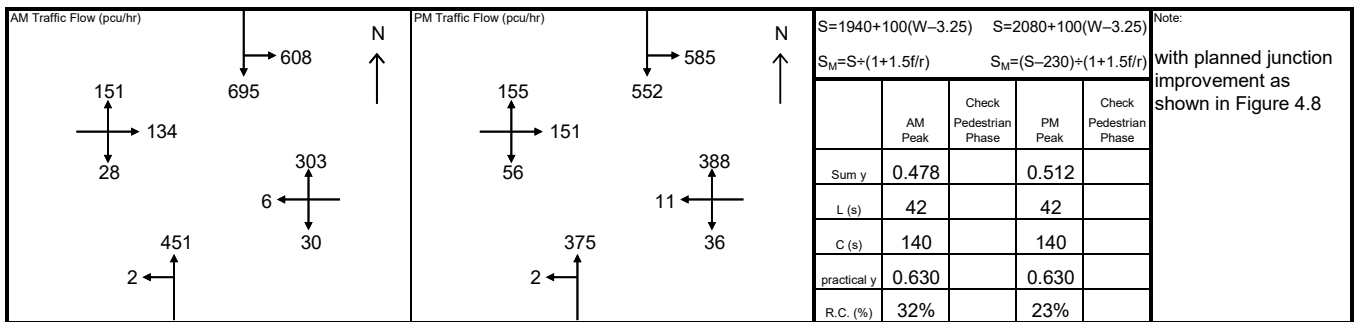 AM Traffic Flow (pcu/hr)
N
608
695
151
134
28
303
6
30
451
2
PM Traffic Flow (pcu/hr)
N
585
552
155
151
56
388
11
36
375
2
S=1940+100(W–3.25) S=2080+100(W–3.25)
S_M=S÷(1+1.5f/r) S_M=(S–230)÷(1+1.5f/r)
AM Peak Check Pedestrian Phase PM Peak Check Pedestrian Phase
Sum y 0.478 0.512
L (s) 42 42
C (s) 140 140
practical y 0.630 0.630
R.C. (%) 32% 23%
Note:
with planned junction
improvement as
shown in Figure 4.8